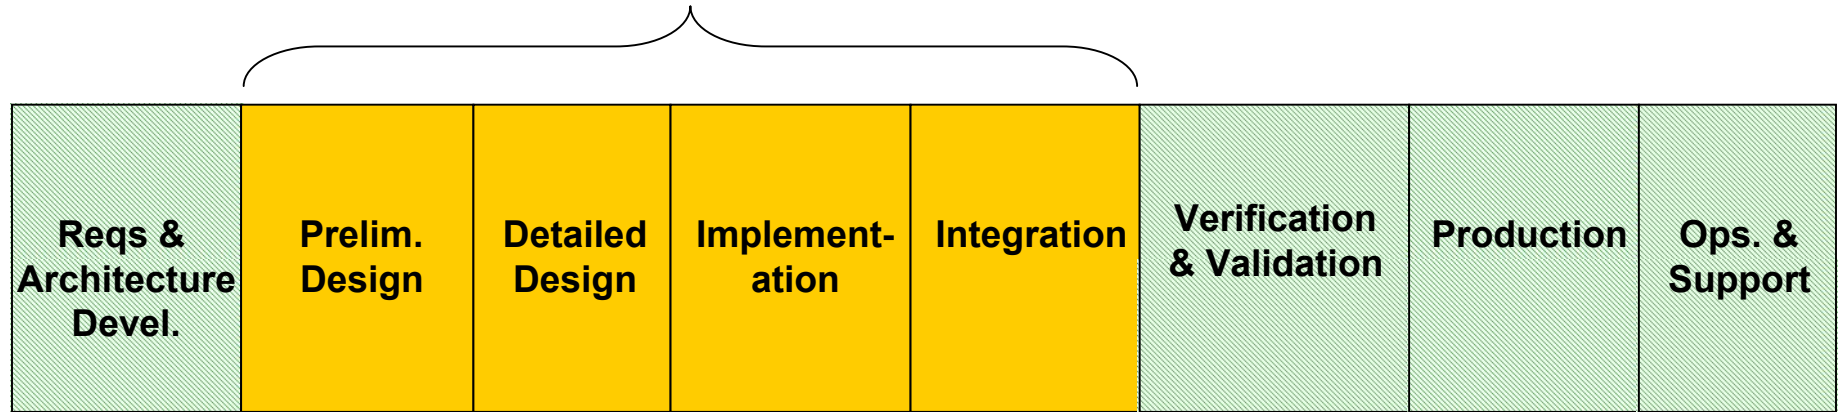 Reqs &
Architecture
Devel.
Prelim.
Design
Detailed
Design
Implement-
ation
Integration
Verification
& Validation
Production
Ops. &
Support